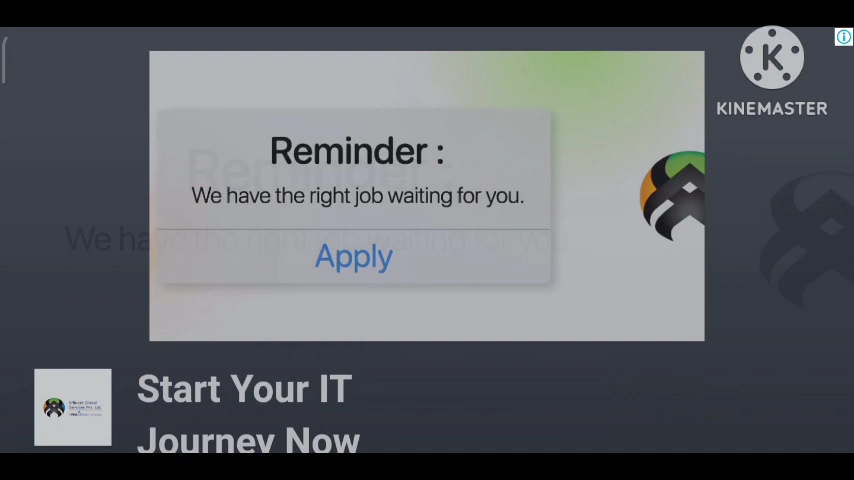 KINEMASTER
Reminder :
We have the right job waiting for you.
Apply
Start Your IT
Journey Now